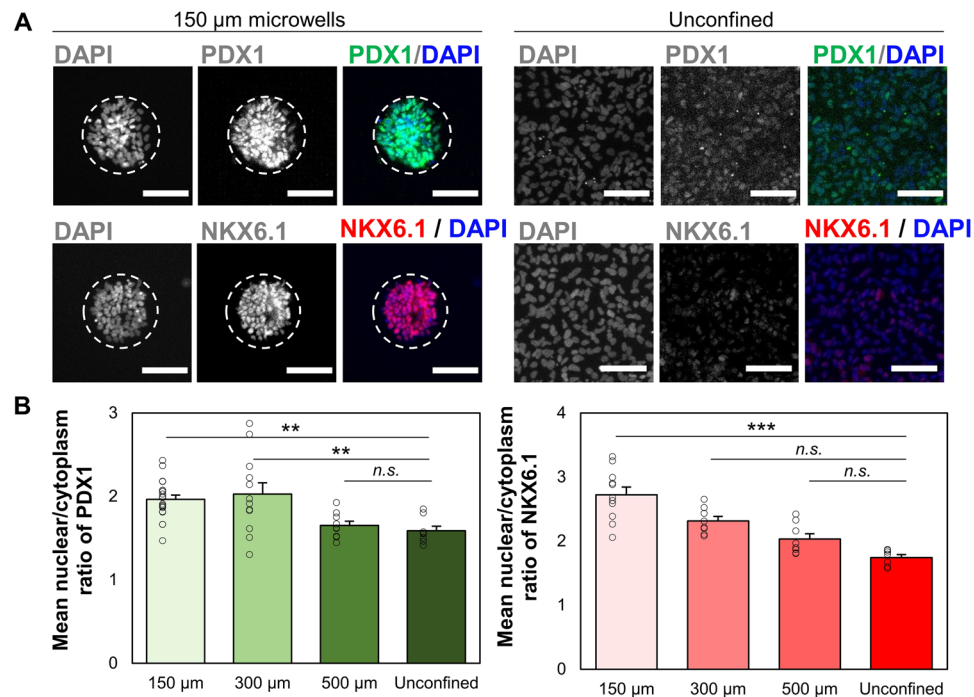 A
150 µm microwells
Unconfined
DAPI PDX1 PDX1/DAPI
DAPI PDX1 PDX1/DAPI
DAPI NKX6.1 NKX6.1 / DAPI
DAPI NKX6.1 NKX6.1 / DAPI
B
Mean nuclear/cytoplasm
ratio of PDX1
3
2
1
0
**
**
n.s.
150 µm 300 µm 500 µm Unconfined
Mean nuclear/cytoplasm
ratio of NKX6.1
4
3
2
1
0
***
n.s.
n.s.
150 µm 300 µm 500 µm Unconfined